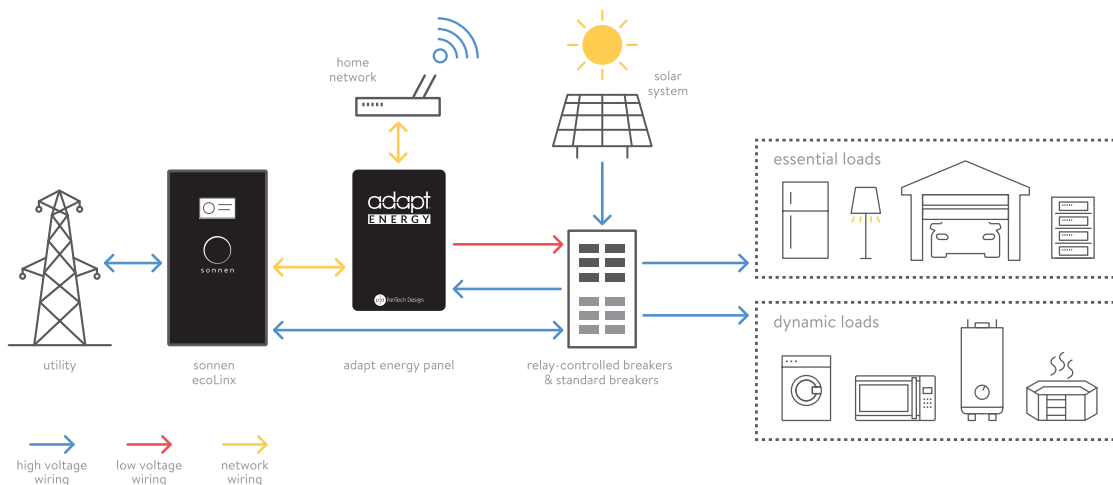 home
network
solar
system
essential loads
adapt
ENERGY
sonnen
PanTech Design
dynamic loads
utility
sonnen
ecoLinx
adapt energy panel
relay-controlled breakers
& standard breakers
high voltage
wiring
low voltage
wiring
network
wiring